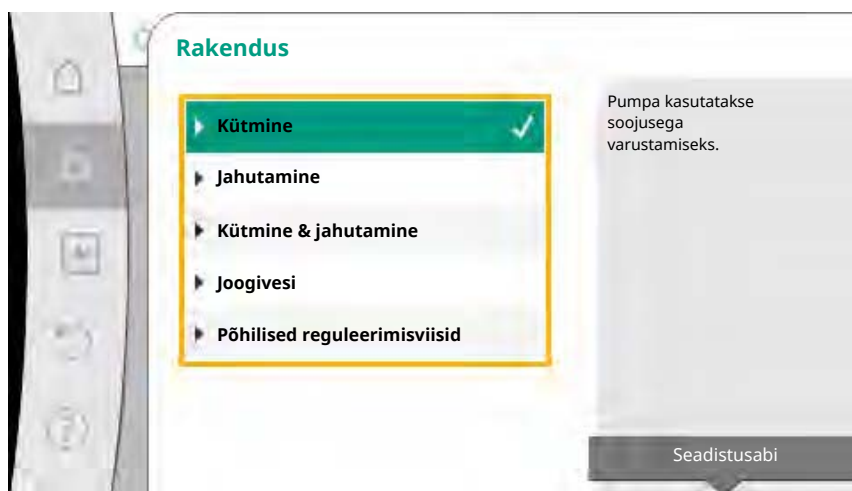 Rakendus
Kütmine
Jahutamine
Kütmine & jahutamine
Joogivesi
Põhilised reguleerimisviisid
Pumpa kasutatakse
soojusega
varustamiseks.
Seadistusabi